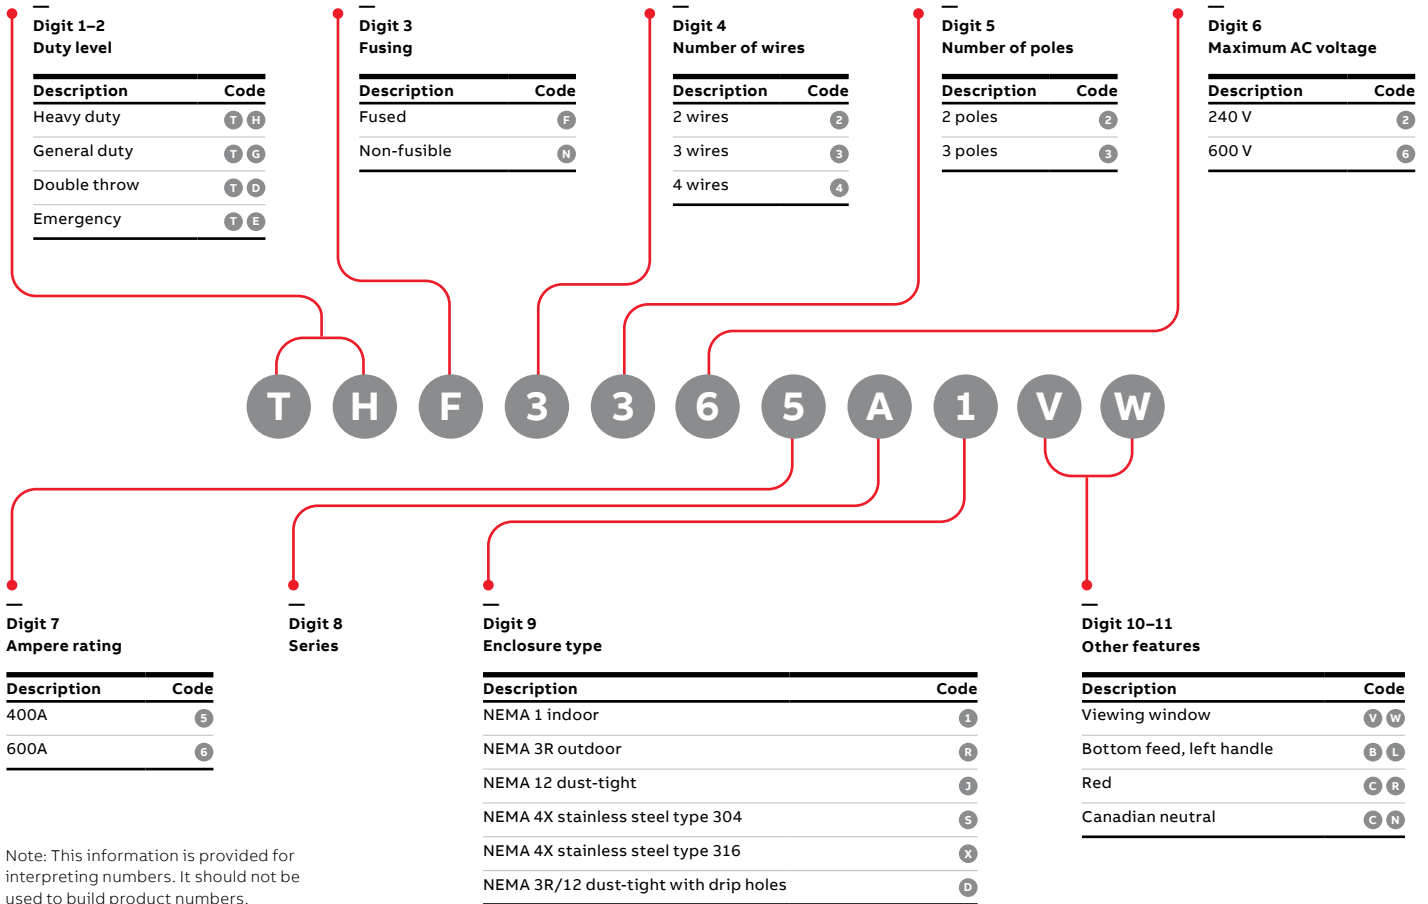 Digit 1–2
Duty level
Description Code
Heavy duty T H
General duty T G
Double throw T D
Emergency T E
Digit 3
Fusing
Description Code
Fused F
Non-fusible N
Digit 4
Number of wires
Description Code
2 wires 2
3 wires 3
4 wires 4
Digit 5
Number of poles
Description Code
2 poles 2
3 poles 3
Digit 6
Maximum AC voltage
Description Code
240 V 2
600 V 6
T H F 3 3 6 5 A 1 V W
Digit 7
Ampere rating
Description Code
400A 5
600A 6
Note: This information is provided for
interpreting numbers. It should not be
used to build product numbers.
Digit 8
Series
Digit 9
Enclosure type
Description Code
NEMA 1 indoor 1
NEMA 3R outdoor R
NEMA 12 dust-tight J
NEMA 4X stainless steel type 304 S
NEMA 4X stainless steel type 316 X
NEMA 3R/12 dust-tight with drip holes D
Digit 10–11
Other features
Description Code
Viewing window V W
Bottom feed, left handle B L
Red C R
Canadian neutral C N